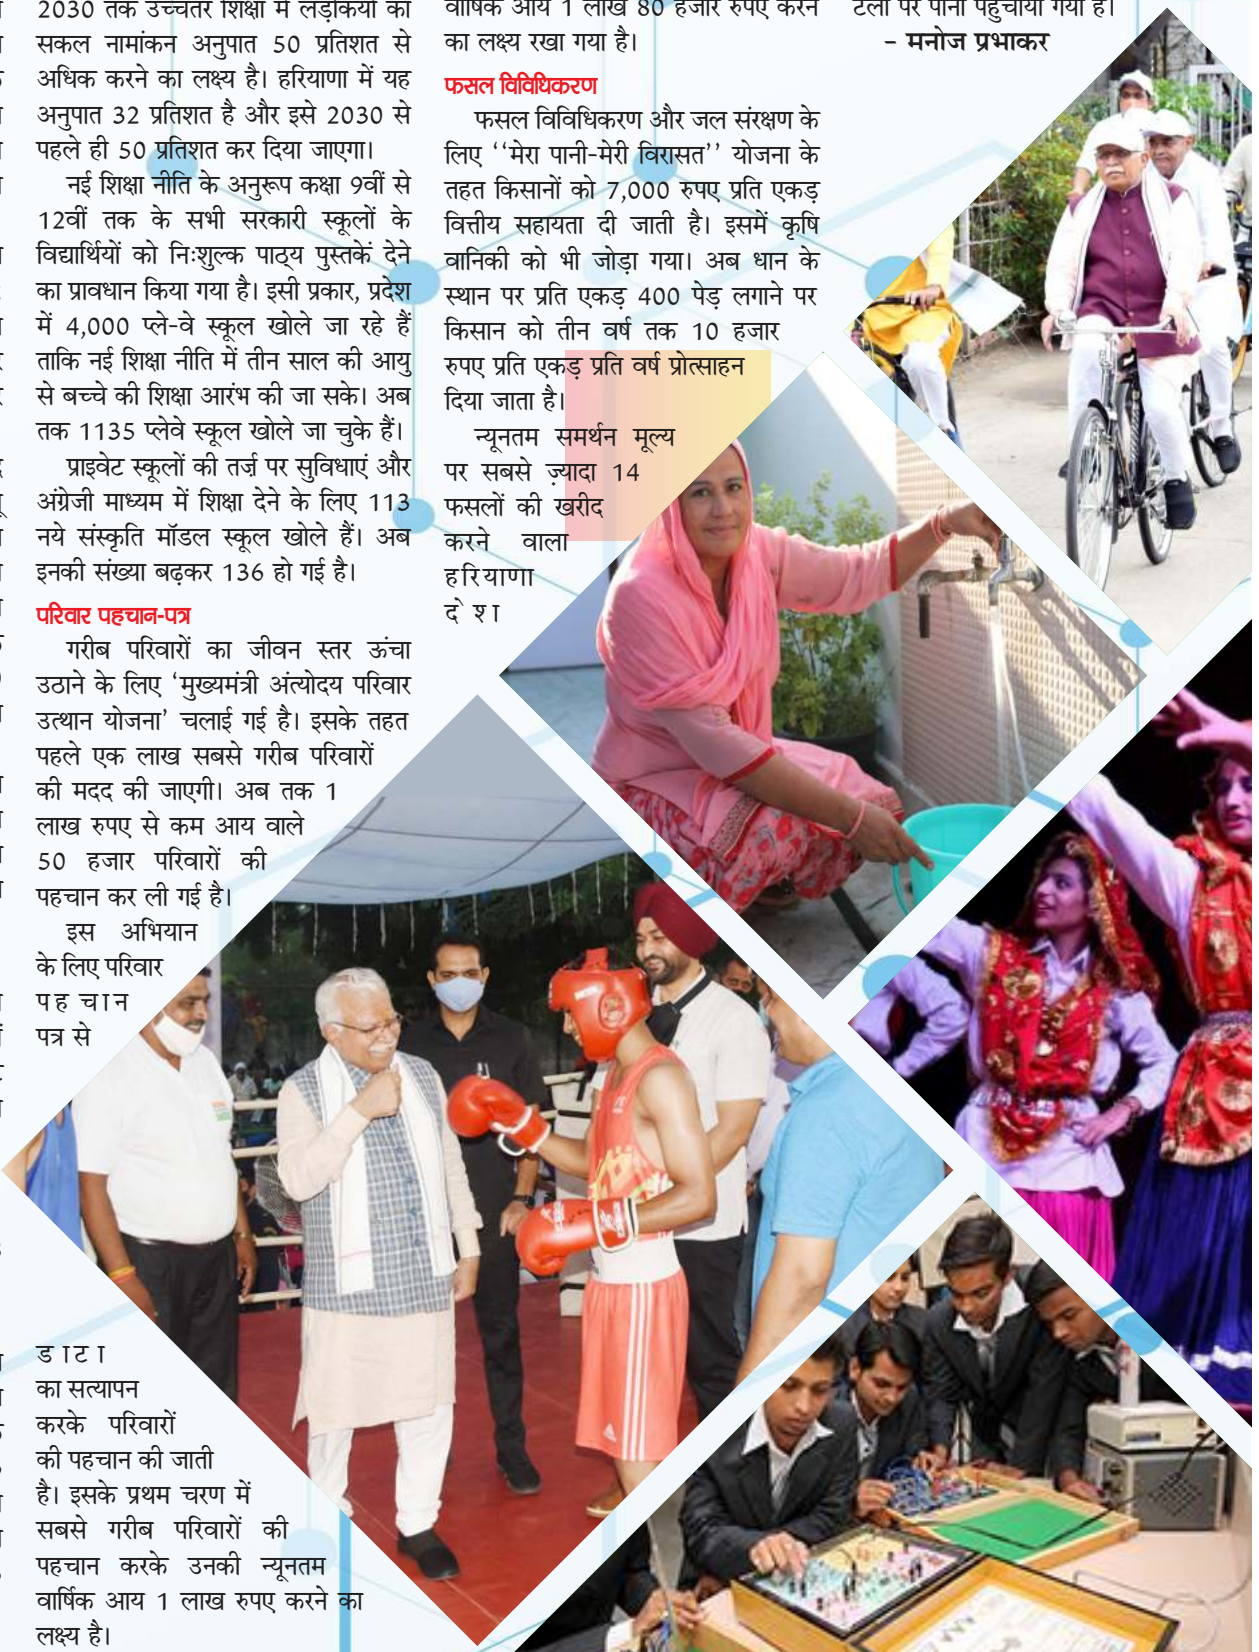 2030 तक उच्चतर शिक्षा में लड़कियों का
सकल नामांकन अनुपात 50 प्रतिशत से
अधिक करने का लक्ष्य है। हरियाणा में यह
अनुपात 32 प्रतिशत है और इसे 2030 से
पहले ही 50 प्रतिशत कर दिया जाएगा।
नई शिक्षा नीति के अनुरूप कक्षा 9वीं से
12वीं तक के सभी सरकारी स्कूलों के
विद्यार्थियों को निःशुल्क पाठ्य पुस्तकें देने
का प्रावधान किया गया है। इसी प्रकार, प्रदेश
में 4,000 प्ले-वे स्कूल खोले जा रहे हैं
ताकि नई शिक्षा नीति में तीन साल की आयु
से बच्चे की शिक्षा आरंभ की जा सके। अब
तक 1135 प्लेवे स्कूल खोले जा चुके हैं।
प्राइवेट स्कूलों की तर्ज़ पर सुविधाएं और
अंग्रेजी माध्यम में शिक्षा देने के लिए 113
नये संस्कृति मॉडल स्कूल खोले हैं। अब
इनकी संख्या बढ़कर 136 हो गई है।
परिवार पहचान-पत्र
गरीब परिवारों का जीवन स्तर ऊंचा
उठाने के लिए ‘मुख्यमंत्री अंत्योदय परिवार
उत्थान योजना’ चलाई गई है। इसके तहत
पहले एक लाख सबसे गरीब परिवारों
की मदद की जाएगी। अब तक 1
लाख रुपए से कम आय वाले
50 हजार परिवारों की
पहचान कर ली गई है।
इस अभियान
के लिए परिवार
पहचान
पत्र से
डाटा
का सत्यापन
करके परिवारों
की पहचान की जाती
है। इसके प्रथम चरण में
सबसे गरीब परिवारों की
पहचान करके उनकी न्यूनतम
वार्षिक आय 1 लाख रुपए करने का
लक्ष्य है।
वार्षिक आय 1 लाख 80 हजार रुपए करने
का लक्ष्य रखा गया है।
फसल विविधिकरण
फसल विविधिकरण और जल संरक्षण के
लिए ‘‘मेरा पानी-मेरी विरासत’’ योजना के
तहत किसानों को 7,000 रुपए प्रति एकड़
वित्तीय सहायता दी जाती है। इसमें कृषि
वानिकी को भी जोड़ा गया। अब धान के
स्थान पर प्रति एकड़ 400 पेड़ लगाने पर
किसान को तीन वर्ष तक 10 हजार
रुपए प्रति एकड़ प्रति वर्ष प्रोत्साहन
दिया जाता है।
न्यूनतम समर्थन मूल्य
पर सबसे ज़्यादा 14
फसलों की खरीद
करने वाला
हरियाणा
देशा
टेलों पर पानी पहुंचाया गया है।
- मनोज प्रभाकर